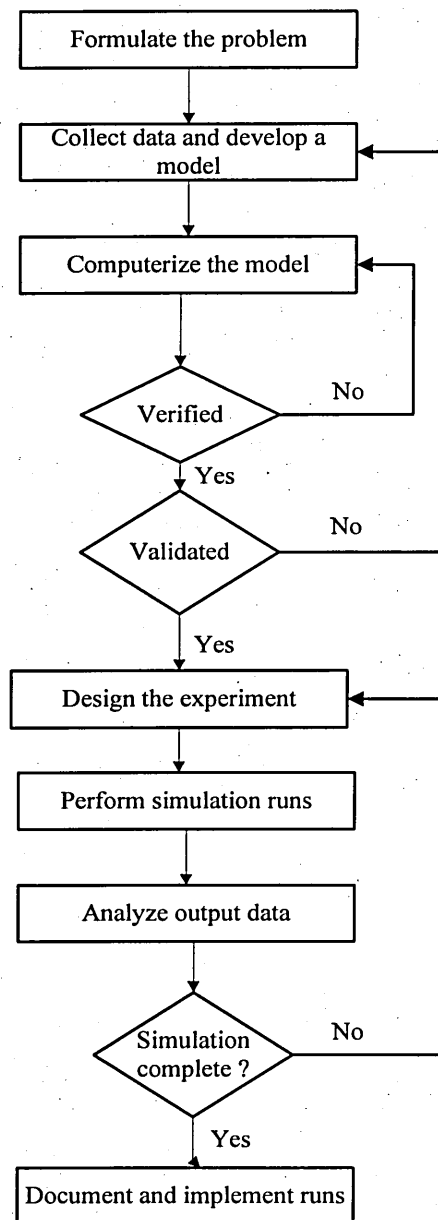 Formulate the problem
Collect data and develop a
model
Computerize the model
No
Verified
Yes
No
Validated
Yes
Design the experiment
Perform simulation runs
Analyze output data
No
Simulation
complete ?
Yes
Document and implement runs